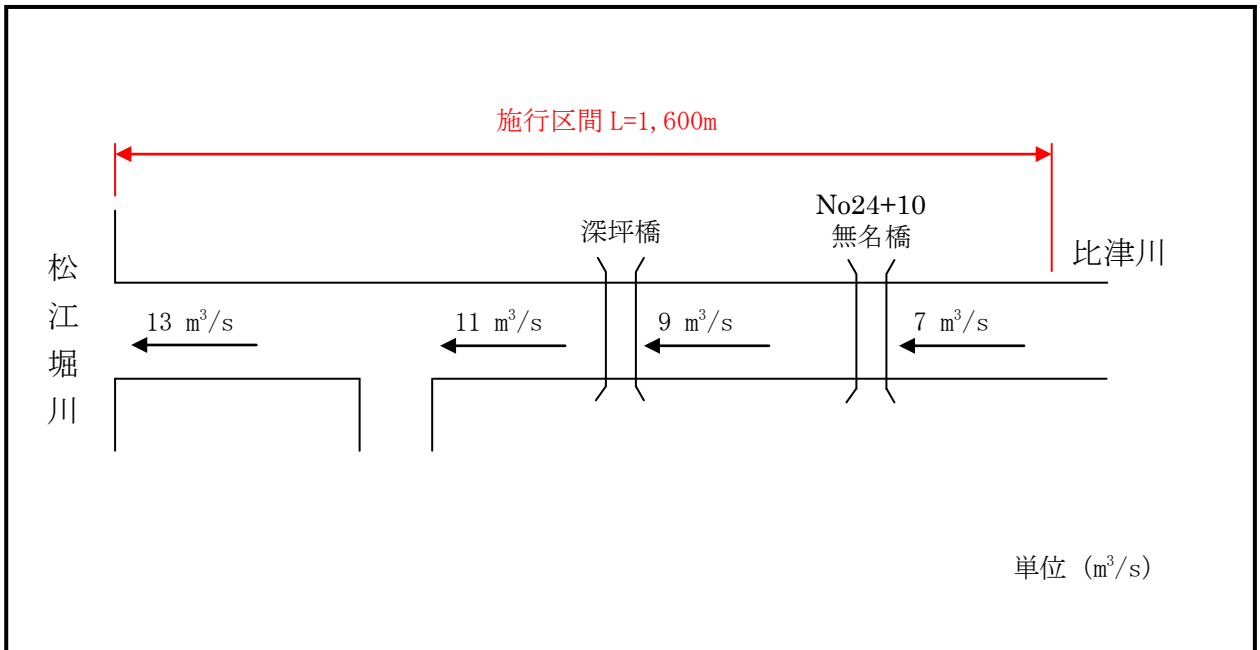 施行区間 L=1,600m
No24+10
無名橋
深坪橋
比津川
松江堀川
13 m³/s
11 m³/s
9 m³/s
7 m³/s
単位 (m³/s)